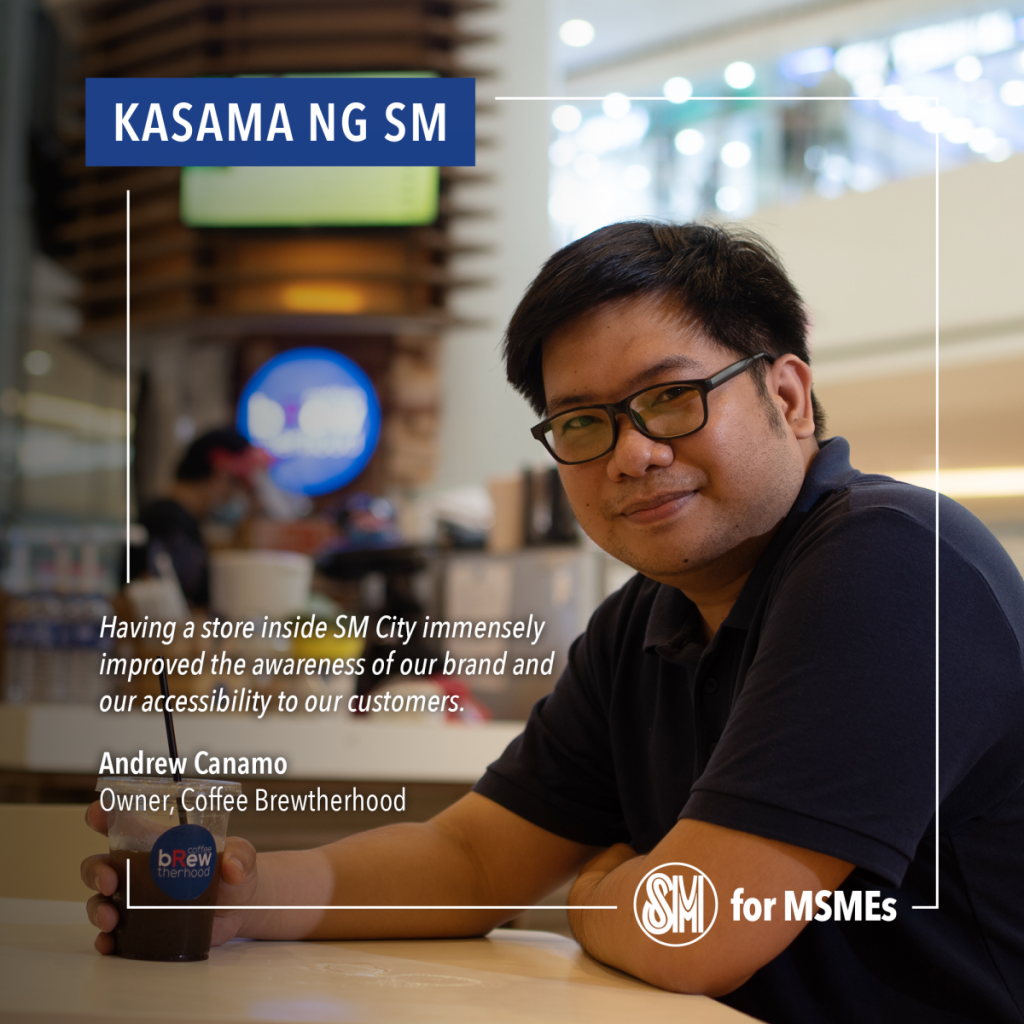 KASAMA NG SM
Having a store inside SM City immensely
improved the awareness of our brand and
our accessibility to our customers.
Andrew Canamo
Owner, Coffee Brewtherhood
coffee
bRew
therhood
SM for MSMEs